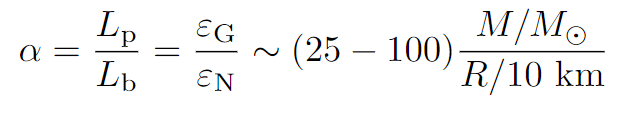 α = L_p / L_b = ε_G / ε_N ∼ (25 − 100) M/M_⊙ / R/10 km